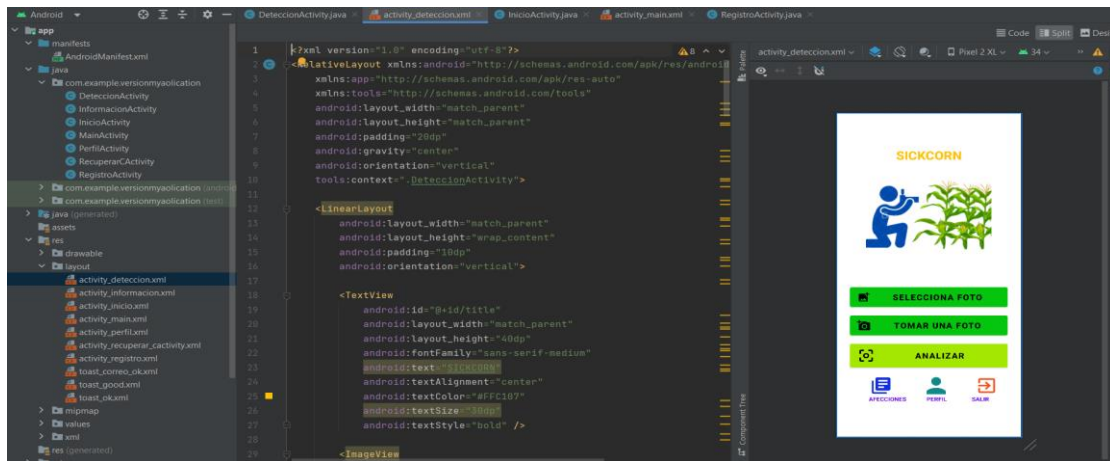 Android
DeteccionActivity.java
activity_deteccion.xml
InicioActivity.java
activity_main.xml
RegistroActivity.java
app
manifests
AndroidManifest.xml
java
com.example.versionmyaolication
DeteccionActivity
InformacionActivity
InicioActivity
MainActivity
PerfilActivity
RecuperarCActivity
RegistroActivity
com.example.versionmyaolication (android
com.example.versionmyaolication (test)
java (generated)
assets
res
drawable
layout
activity_deteccion.xml
activity_informacion.xml
activity_inicio.xml
activity_main.xml
activity_perfil.xml
activity_recuperar_cactivity.xml
activity_registro.xml
toast_correo_ok.xml
toast_good.xml
toast_ok.xml
mipmap
values
xml
res (generated)
1 <?xml version="1.0" encoding="utf-8"?>
2 <RelativeLayout xmlns:android="http://schemas.android.com/apk/res/android
3 xmlns:app="http://schemas.android.com/apk/res-auto"
4 xmlns:tools="http://schemas.android.com/tools"
5 android:layout_width="match_parent"
6 android:layout_height="match_parent"
7 android:padding="20dp"
8 android:gravity="center"
9 android:orientation="vertical"
10 tools:context=".DeteccionActivity">
11
12 <LinearLayout
13 android:layout_width="match_parent"
14 android:layout_height="wrap_content"
15 android:padding="10dp"
16 android:orientation="vertical">
17
18 <TextView
19 android:id="@+id/title"
20 android:layout_width="match_parent"
21 android:layout_height="40dp"
22 android:fontFamily="sans-serif-medium"
23 android:text="SICKCORN"
24 android:textAlignment="center"
25 android:textColor="#FFC107"
26 android:textSize="30dp"
27 android:textStyle="bold" />
28
29 <ImageView
8
Code
Split
Desi
Palette
Component Tree
activity_deteccion.xml
Pixel 2 XL
34
SICKCORN
SELECCIONA FOTO
TOMAR UNA FOTO
ANALIZAR
AFECCIONES
PERFIL
SALIR
1:1